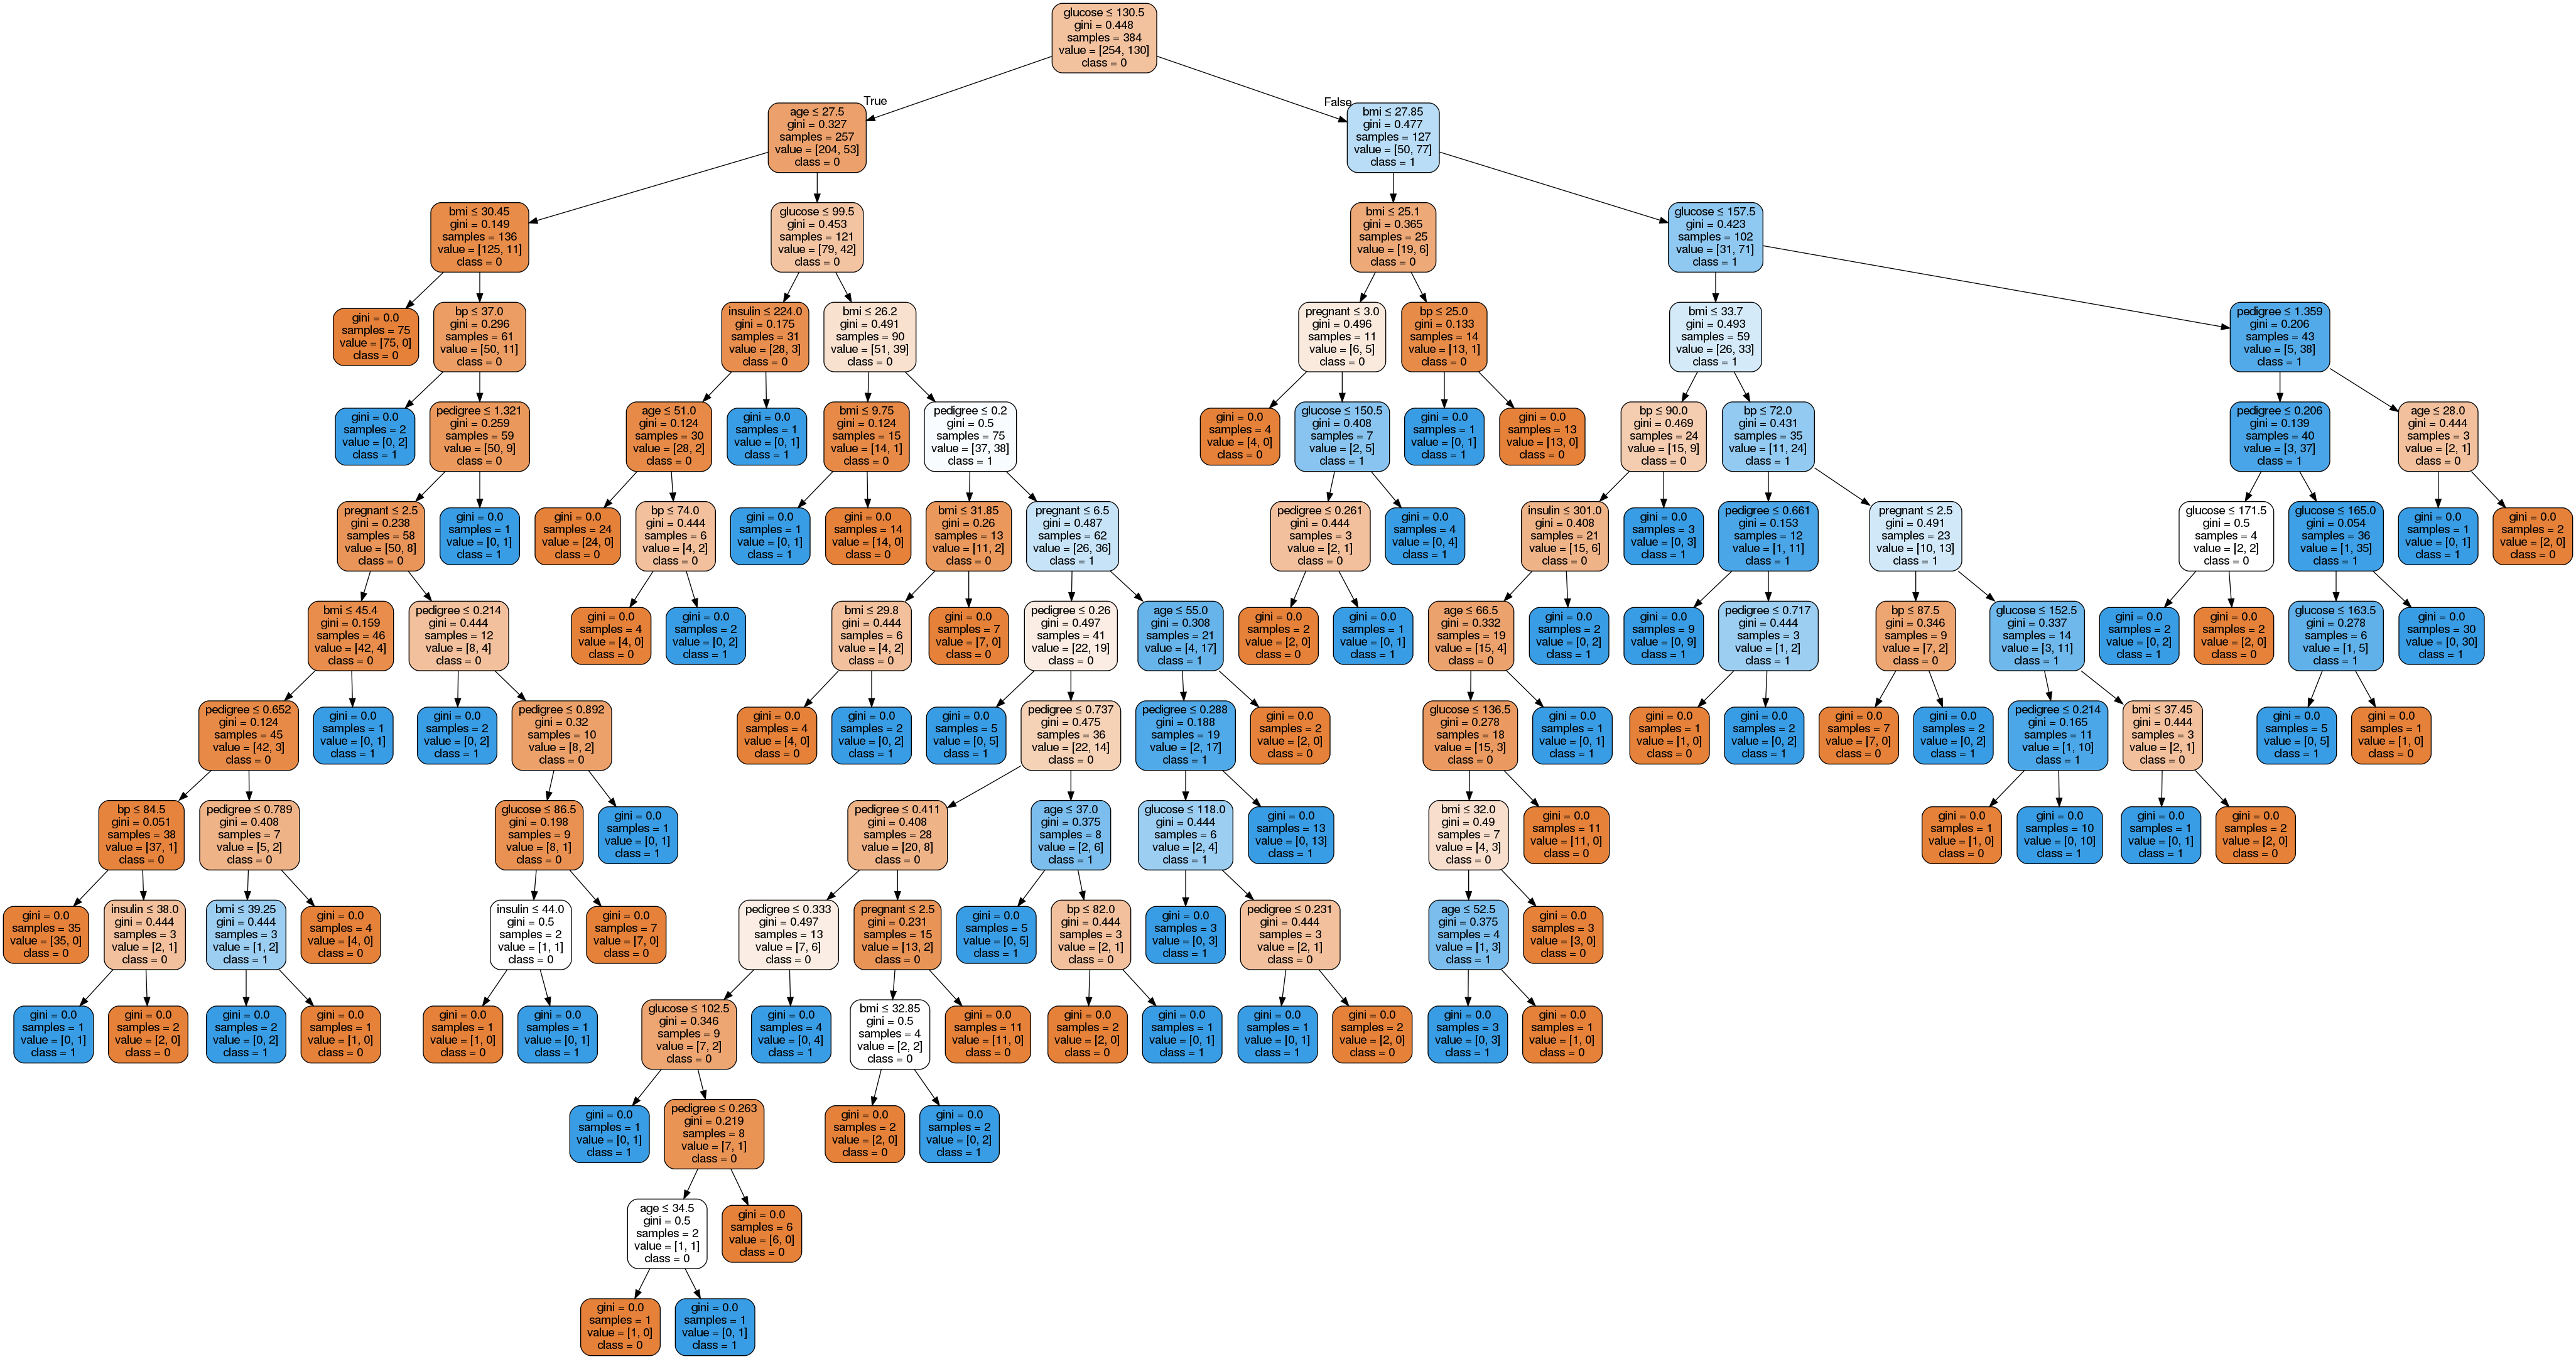 glucose ≤ 130.5
gini = 0.448
samples = 384
value = [254, 130]
class = 0
True
False
age ≤ 27.5
gini = 0.327
samples = 257
value = [204, 53]
class = 0
bmi ≤ 27.85
gini = 0.477
samples = 127
value = [50, 77]
class = 1
bmi ≤ 30.45
gini = 0.149
samples = 136
value = [125, 11]
class = 0
glucose ≤ 99.5
gini = 0.453
samples = 121
value = [79, 42]
class = 0
bmi ≤ 25.1
gini = 0.365
samples = 25
value = [19, 6]
class = 0
glucose ≤ 157.5
gini = 0.423
samples = 102
value = [31, 71]
class = 1
gini = 0.0
samples = 75
value = [75, 0]
class = 0
bp ≤ 37.0
gini = 0.296
samples = 61
value = [50, 11]
class = 0
insulin ≤ 224.0
gini = 0.175
samples = 31
value = [28, 3]
class = 0
bmi ≤ 26.2
gini = 0.491
samples = 90
value = [51, 39]
class = 0
pregnant ≤ 3.0
gini = 0.496
samples = 11
value = [6, 5]
class = 0
bp ≤ 25.0
gini = 0.133
samples = 14
value = [13, 1]
class = 0
bmi ≤ 33.7
gini = 0.493
samples = 59
value = [26, 33]
class = 1
pedigree ≤ 1.359
gini = 0.206
samples = 43
value = [5, 38]
class = 1
gini = 0.0
samples = 2
value = [0, 2]
class = 1
pedigree ≤ 1.321
gini = 0.259
samples = 59
value = [50, 9]
class = 0
age ≤ 51.0
gini = 0.124
samples = 30
value = [28, 2]
class = 0
gini = 0.0
samples = 1
value = [0, 1]
class = 1
bmi ≤ 9.75
gini = 0.124
samples = 15
value = [14, 1]
class = 0
pedigree ≤ 0.2
gini = 0.5
samples = 75
value = [37, 38]
class = 1
gini = 0.0
samples = 4
value = [4, 0]
class = 0
glucose ≤ 150.5
gini = 0.408
samples = 7
value = [2, 5]
class = 1
gini = 0.0
samples = 1
value = [0, 1]
class = 1
gini = 0.0
samples = 13
value = [13, 0]
class = 0
bp ≤ 90.0
gini = 0.469
samples = 24
value = [15, 9]
class = 0
bp ≤ 72.0
gini = 0.431
samples = 35
value = [11, 24]
class = 1
pedigree ≤ 0.206
gini = 0.139
samples = 40
value = [3, 37]
class = 1
age ≤ 28.0
gini = 0.444
samples = 3
value = [2, 1]
class = 0
pregnant ≤ 2.5
gini = 0.238
samples = 58
value = [50, 8]
class = 0
gini = 0.0
samples = 1
value = [0, 1]
class = 1
gini = 0.0
samples = 24
value = [24, 0]
class = 0
bp ≤ 74.0
gini = 0.444
samples = 6
value = [4, 2]
class = 0
gini = 0.0
samples = 1
value = [0, 1]
class = 1
gini = 0.0
samples = 14
value = [14, 0]
class = 0
bmi ≤ 31.85
gini = 0.26
samples = 13
value = [11, 2]
class = 0
pregnant ≤ 6.5
gini = 0.487
samples = 62
value = [26, 36]
class = 1
pedigree ≤ 0.261
gini = 0.444
samples = 3
value = [2, 1]
class = 0
gini = 0.0
samples = 4
value = [0, 4]
class = 1
insulin ≤ 301.0
gini = 0.408
samples = 21
value = [15, 6]
class = 0
gini = 0.0
samples = 3
value = [0, 3]
class = 1
pedigree ≤ 0.661
gini = 0.153
samples = 12
value = [1, 11]
class = 1
pregnant ≤ 2.5
gini = 0.491
samples = 23
value = [10, 13]
class = 1
glucose ≤ 171.5
gini = 0.5
samples = 4
value = [2, 2]
class = 0
glucose ≤ 165.0
gini = 0.054
samples = 36
value = [1, 35]
class = 1
gini = 0.0
samples = 1
value = [0, 1]
class = 1
gini = 0.0
samples = 2
value = [2, 0]
class = 0
bmi ≤ 45.4
gini = 0.159
samples = 46
value = [42, 4]
class = 0
pedigree ≤ 0.214
gini = 0.444
samples = 12
value = [8, 4]
class = 0
gini = 0.0
samples = 4
value = [4, 0]
class = 0
gini = 0.0
samples = 2
value = [0, 2]
class = 1
bmi ≤ 29.8
gini = 0.444
samples = 6
value = [4, 2]
class = 0
gini = 0.0
samples = 7
value = [7, 0]
class = 0
pedigree ≤ 0.26
gini = 0.497
samples = 41
value = [22, 19]
class = 0
age ≤ 55.0
gini = 0.308
samples = 21
value = [4, 17]
class = 1
gini = 0.0
samples = 2
value = [2, 0]
class = 0
gini = 0.0
samples = 1
value = [0, 1]
class = 1
age ≤ 66.5
gini = 0.332
samples = 19
value = [15, 4]
class = 0
gini = 0.0
samples = 2
value = [0, 2]
class = 1
gini = 0.0
samples = 9
value = [0, 9]
class = 1
pedigree ≤ 0.717
gini = 0.444
samples = 3
value = [1, 2]
class = 1
bp ≤ 87.5
gini = 0.346
samples = 9
value = [7, 2]
class = 0
glucose ≤ 152.5
gini = 0.337
samples = 14
value = [3, 11]
class = 1
gini = 0.0
samples = 2
value = [0, 2]
class = 1
gini = 0.0
samples = 2
value = [2, 0]
class = 0
glucose ≤ 163.5
gini = 0.278
samples = 6
value = [1, 5]
class = 1
gini = 0.0
samples = 30
value = [0, 30]
class = 1
pedigree ≤ 0.652
gini = 0.124
samples = 45
value = [42, 3]
class = 0
gini = 0.0
samples = 1
value = [0, 1]
class = 1
gini = 0.0
samples = 2
value = [0, 2]
class = 1
pedigree ≤ 0.892
gini = 0.32
samples = 10
value = [8, 2]
class = 0
gini = 0.0
samples = 4
value = [4, 0]
class = 0
gini = 0.0
samples = 2
value = [0, 2]
class = 1
gini = 0.0
samples = 5
value = [0, 5]
class = 1
pedigree ≤ 0.737
gini = 0.475
samples = 36
value = [22, 14]
class = 0
pedigree ≤ 0.288
gini = 0.188
samples = 19
value = [2, 17]
class = 1
gini = 0.0
samples = 2
value = [2, 0]
class = 0
glucose ≤ 136.5
gini = 0.278
samples = 18
value = [15, 3]
class = 0
gini = 0.0
samples = 1
value = [0, 1]
class = 1
gini = 0.0
samples = 1
value = [1, 0]
class = 0
gini = 0.0
samples = 2
value = [0, 2]
class = 1
gini = 0.0
samples = 7
value = [7, 0]
class = 0
gini = 0.0
samples = 2
value = [0, 2]
class = 1
pedigree ≤ 0.214
gini = 0.165
samples = 11
value = [1, 10]
class = 1
bmi ≤ 37.45
gini = 0.444
samples = 3
value = [2, 1]
class = 0
gini = 0.0
samples = 5
value = [0, 5]
class = 1
gini = 0.0
samples = 1
value = [1, 0]
class = 0
bp ≤ 84.5
gini = 0.051
samples = 38
value = [37, 1]
class = 0
pedigree ≤ 0.789
gini = 0.408
samples = 7
value = [5, 2]
class = 0
glucose ≤ 86.5
gini = 0.198
samples = 9
value = [8, 1]
class = 0
gini = 0.0
samples = 1
value = [0, 1]
class = 1
pedigree ≤ 0.411
gini = 0.408
samples = 28
value = [20, 8]
class = 0
age ≤ 37.0
gini = 0.375
samples = 8
value = [2, 6]
class = 1
glucose ≤ 118.0
gini = 0.444
samples = 6
value = [2, 4]
class = 1
gini = 0.0
samples = 13
value = [0, 13]
class = 1
bmi ≤ 32.0
gini = 0.49
samples = 7
value = [4, 3]
class = 0
gini = 0.0
samples = 11
value = [11, 0]
class = 0
gini = 0.0
samples = 1
value = [1, 0]
class = 0
gini = 0.0
samples = 10
value = [0, 10]
class = 1
gini = 0.0
samples = 1
value = [0, 1]
class = 1
gini = 0.0
samples = 2
value = [2, 0]
class = 0
gini = 0.0
samples = 35
value = [35, 0]
class = 0
insulin ≤ 38.0
gini = 0.444
samples = 3
value = [2, 1]
class = 0
bmi ≤ 39.25
gini = 0.444
samples = 3
value = [1, 2]
class = 1
gini = 0.0
samples = 4
value = [4, 0]
class = 0
insulin ≤ 44.0
gini = 0.5
samples = 2
value = [1, 1]
class = 0
gini = 0.0
samples = 7
value = [7, 0]
class = 0
pedigree ≤ 0.333
gini = 0.497
samples = 13
value = [7, 6]
class = 0
pregnant ≤ 2.5
gini = 0.231
samples = 15
value = [13, 2]
class = 0
gini = 0.0
samples = 5
value = [0, 5]
class = 1
bp ≤ 82.0
gini = 0.444
samples = 3
value = [2, 1]
class = 0
gini = 0.0
samples = 3
value = [0, 3]
class = 1
pedigree ≤ 0.231
gini = 0.444
samples = 3
value = [2, 1]
class = 0
age ≤ 52.5
gini = 0.375
samples = 4
value = [1, 3]
class = 1
gini = 0.0
samples = 3
value = [3, 0]
class = 0
gini = 0.0
samples = 1
value = [0, 1]
class = 1
gini = 0.0
samples = 2
value = [2, 0]
class = 0
gini = 0.0
samples = 2
value = [0, 2]
class = 1
gini = 0.0
samples = 1
value = [1, 0]
class = 0
gini = 0.0
samples = 1
value = [1, 0]
class = 0
gini = 0.0
samples = 1
value = [0, 1]
class = 1
glucose ≤ 102.5
gini = 0.346
samples = 9
value = [7, 2]
class = 0
gini = 0.0
samples = 4
value = [0, 4]
class = 1
bmi ≤ 32.85
gini = 0.5
samples = 4
value = [2, 2]
class = 0
gini = 0.0
samples = 11
value = [11, 0]
class = 0
gini = 0.0
samples = 2
value = [2, 0]
class = 0
gini = 0.0
samples = 1
value = [0, 1]
class = 1
gini = 0.0
samples = 1
value = [0, 1]
class = 1
gini = 0.0
samples = 2
value = [2, 0]
class = 0
gini = 0.0
samples = 3
value = [0, 3]
class = 1
gini = 0.0
samples = 1
value = [1, 0]
class = 0
gini = 0.0
samples = 1
value = [0, 1]
class = 1
pedigree ≤ 0.263
gini = 0.219
samples = 8
value = [7, 1]
class = 0
gini = 0.0
samples = 2
value = [2, 0]
class = 0
gini = 0.0
samples = 2
value = [0, 2]
class = 1
age ≤ 34.5
gini = 0.5
samples = 2
value = [1, 1]
class = 0
gini = 0.0
samples = 6
value = [6, 0]
class = 0
gini = 0.0
samples = 1
value = [1, 0]
class = 0
gini = 0.0
samples = 1
value = [0, 1]
class = 1